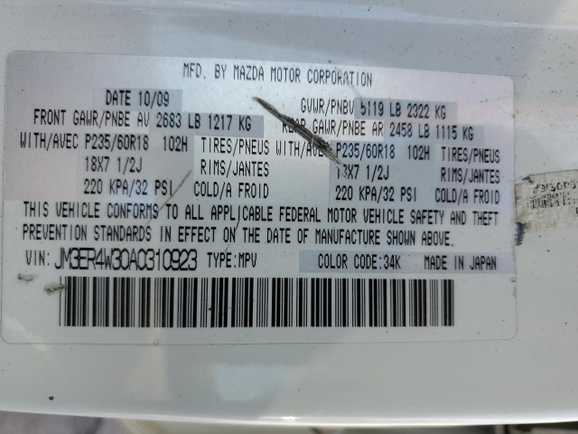 MFD. BY MAZDA MOTOR CORPORATION
DATE 10/09 GVWR/PNBV 5119 LB 2322 KG
FRONT GAWR/PNBE AV 2683 LB 1217 KG REAR GAWR/PNBE AR 2458 LB 1115 KG
WITH/AVEC P235/60R18 102H TIRES/PNEUS WITH/AVEC P235/60R18 102H TIRES/PNEUS
18X7 1/2J RIMS/JANTES 18X7 1/2J RIMS/JANTES
220 KPA/32 PSI COLD/A FROID 220 KPA/32 PSI COLD/A FROID
THIS VEHICLE CONFORMS TO ALL APPLICABLE FEDERAL MOTOR VEHICLE SAFETY AND THEFT
PREVENTION STANDARDS IN EFFECT ON THE DATE OF MANUFACTURE SHOWN ABOVE.
VIN: JM3ER4W30A0310923 TYPE:MPV COLOR CODE:34K MADE IN JAPAN